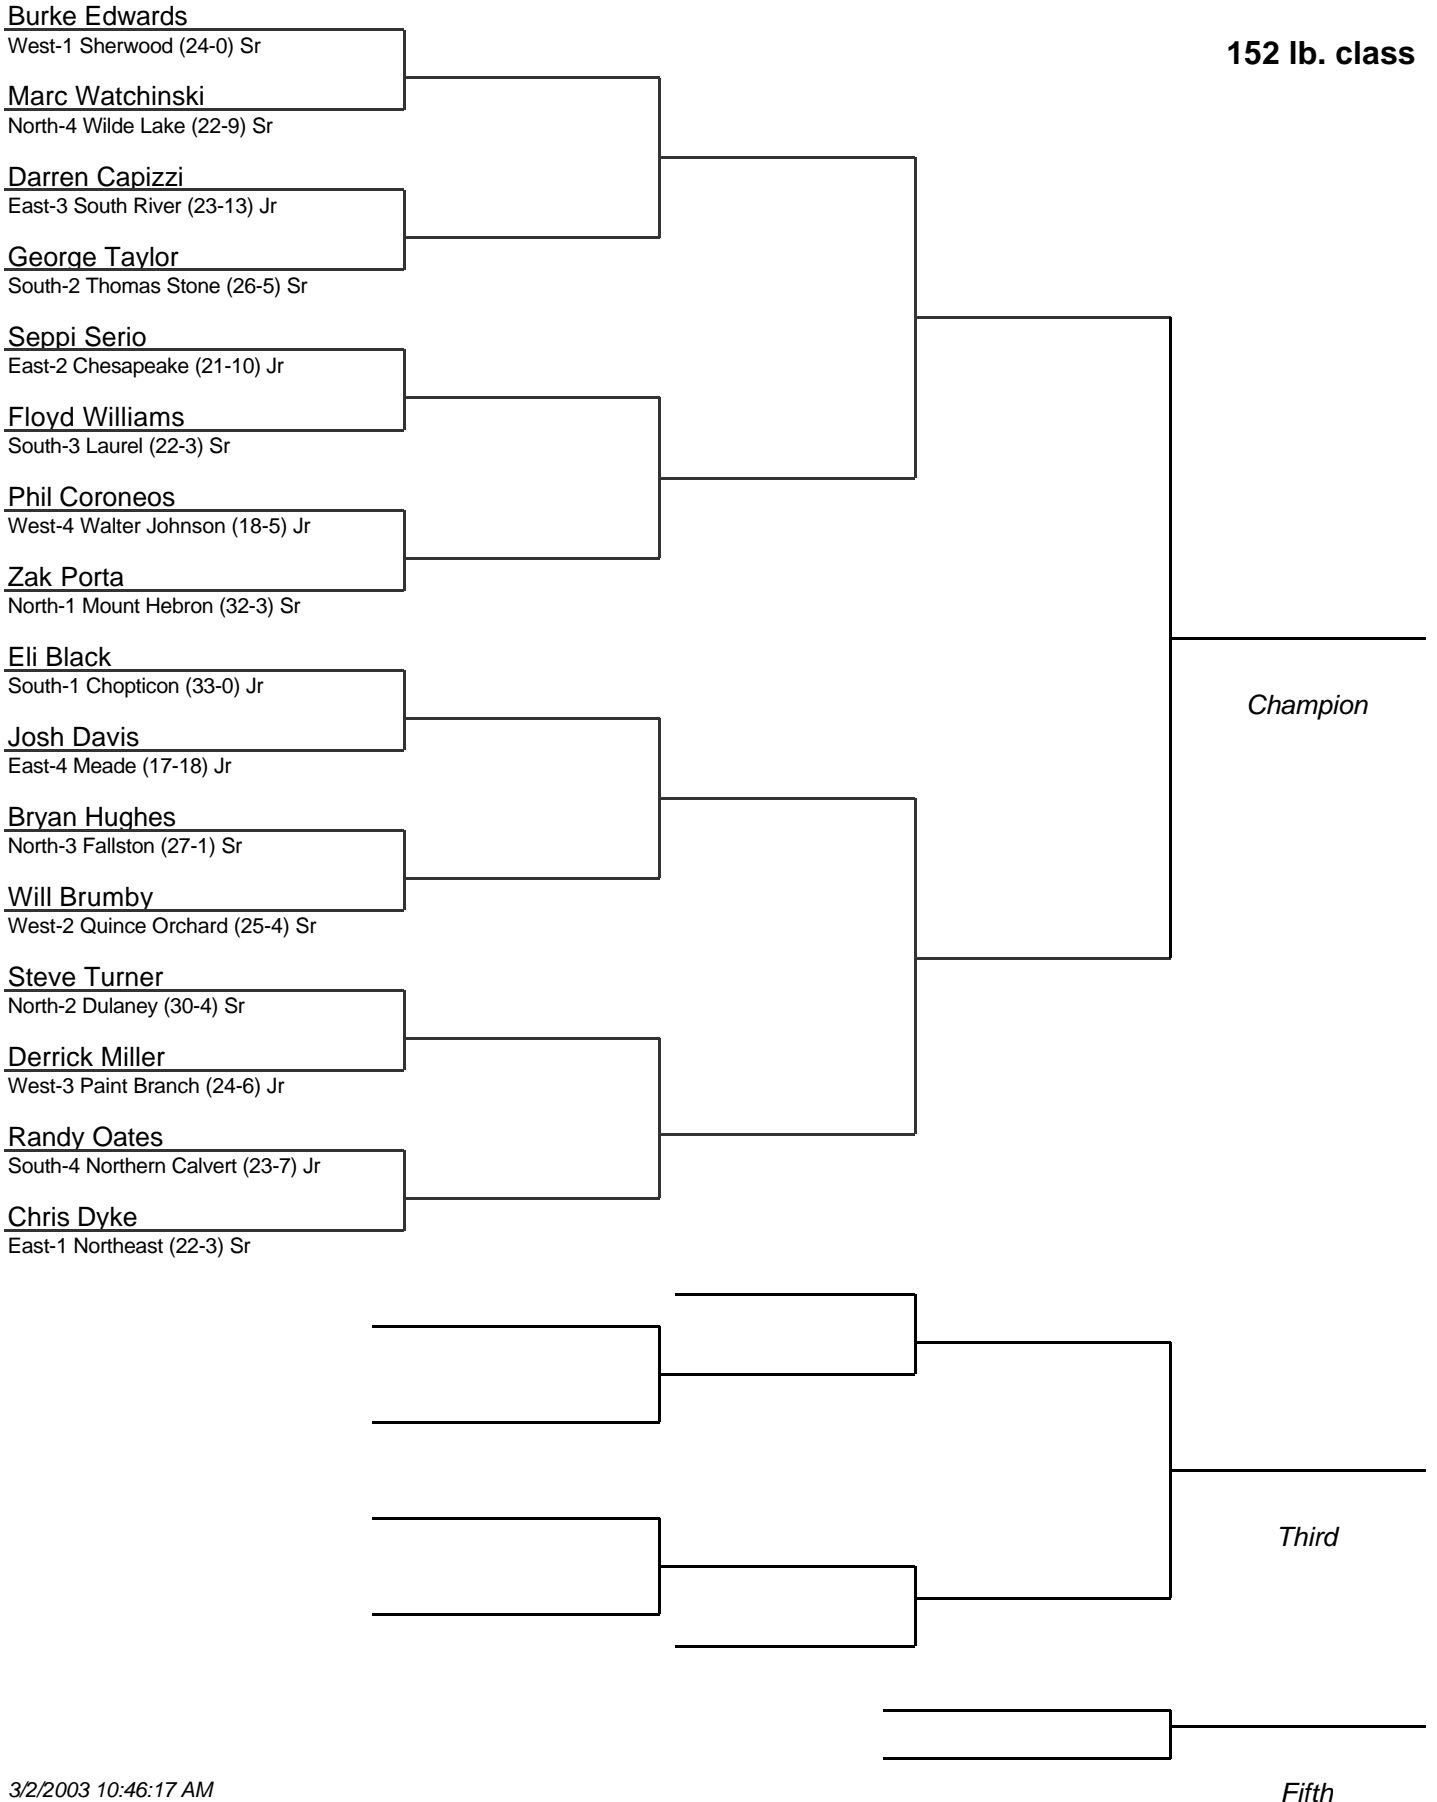 Burke Edwards
West-1 Sherwood (24-0) Sr
152 lb. class
Marc Watchinski
North-4 Wilde Lake (22-9) Sr
Darren Capizzi
East-3 South River (23-13) Jr
George Taylor
South-2 Thomas Stone (26-5) Sr
Seppi Serio
East-2 Chesapeake (21-10) Jr
Floyd Williams
South-3 Laurel (22-3) Sr
Phil Coroneos
West-4 Walter Johnson (18-5) Jr
Zak Porta
North-1 Mount Hebron (32-3) Sr
Eli Black
South-1 Chopticon (33-0) Jr
Champion
Josh Davis
East-4 Meade (17-18) Jr
Bryan Hughes
North-3 Fallston (27-1) Sr
Will Brumby
West-2 Quince Orchard (25-4) Sr
Steve Turner
North-2 Dulaney (30-4) Sr
Derrick Miller
West-3 Paint Branch (24-6) Jr
Randy Oates
South-4 Northern Calvert (23-7) Jr
Chris Dyke
East-1 Northeast (22-3) Sr
Third
3/2/2003 10:46:17 AM
Fifth